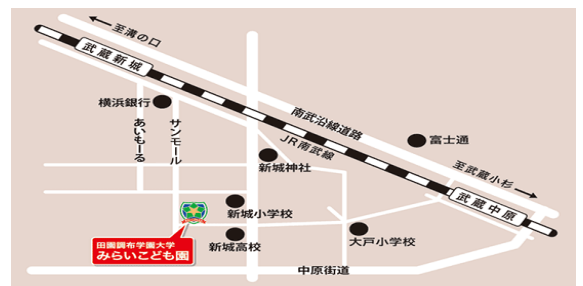 至溝の口
武蔵新城
横浜銀行
あいもーる
サンモール
南武沿線道路
JR南武線
富士通
新城神社
至武蔵小杉
武蔵中原
新城小学校
新城高校
大戸小学校
田園調布学園大学
みらいこども園
中原街道